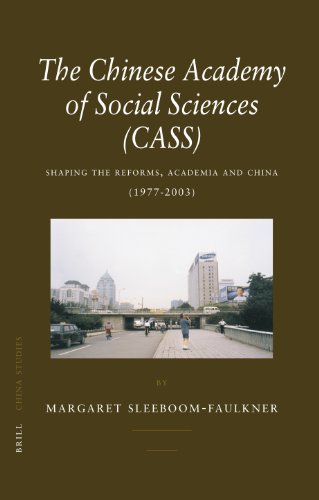 The Chinese Academy
of Social Sciences
(CASS)
SHAPING THE REFORMS, ACADEMIA AND CHINA
(1977-2003)
BY
MARGARET SLEEBOOM-FAULKNER
BRILL
CHINA STUDIES